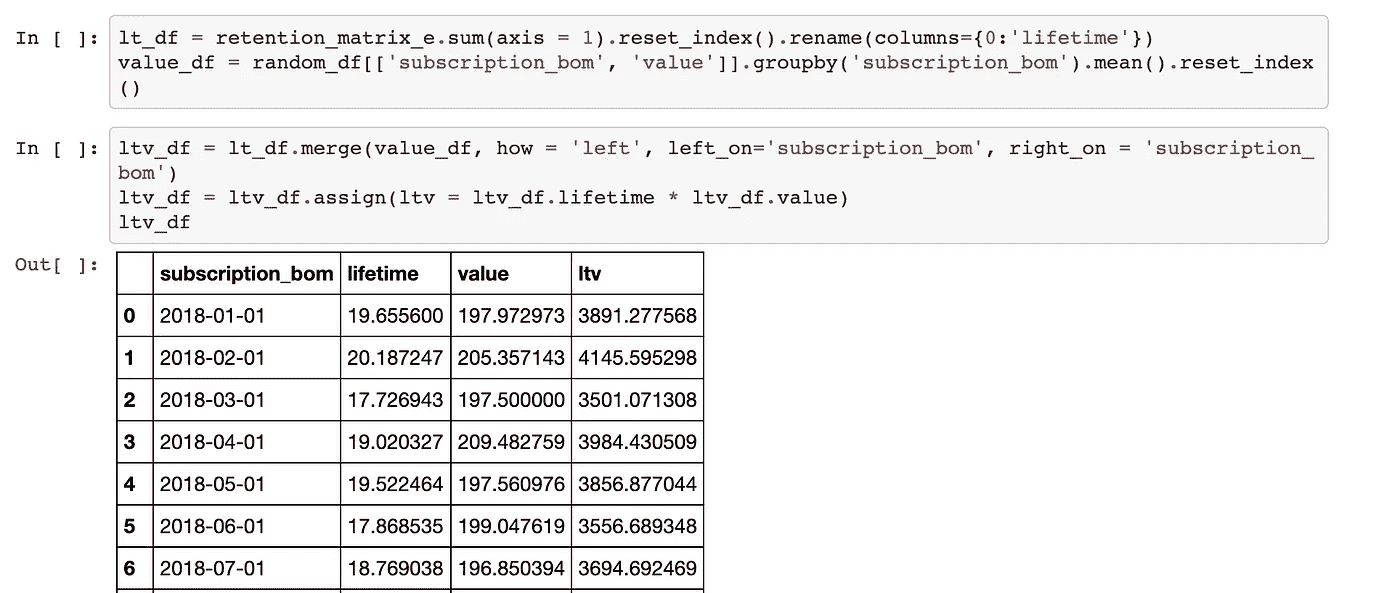 In [ ]: lt_df = retention_matrix_e.sum(axis = 1).reset_index().rename(columns={0:'lifetime'})
value_df = random_df[['subscription_bom', 'value']].groupby('subscription_bom').mean().reset_index
()
In [ ]: ltv_df = lt_df.merge(value_df, how = 'left', left_on='subscription_bom', right_on = 'subscription_
bom')
ltv_df = ltv_df.assign(ltv = ltv_df.lifetime * ltv_df.value)
ltv_df
Out[ ]:
subscription_bom lifetime value ltv
0 2018-01-01 19.655600 197.972973 3891.277568
1 2018-02-01 20.187247 205.357143 4145.595298
2 2018-03-01 17.726943 197.500000 3501.071308
3 2018-04-01 19.020327 209.482759 3984.430509
4 2018-05-01 19.522464 197.560976 3856.877044
5 2018-06-01 17.868535 199.047619 3556.689348
6 2018-07-01 18.769038 196.850394 3694.692469